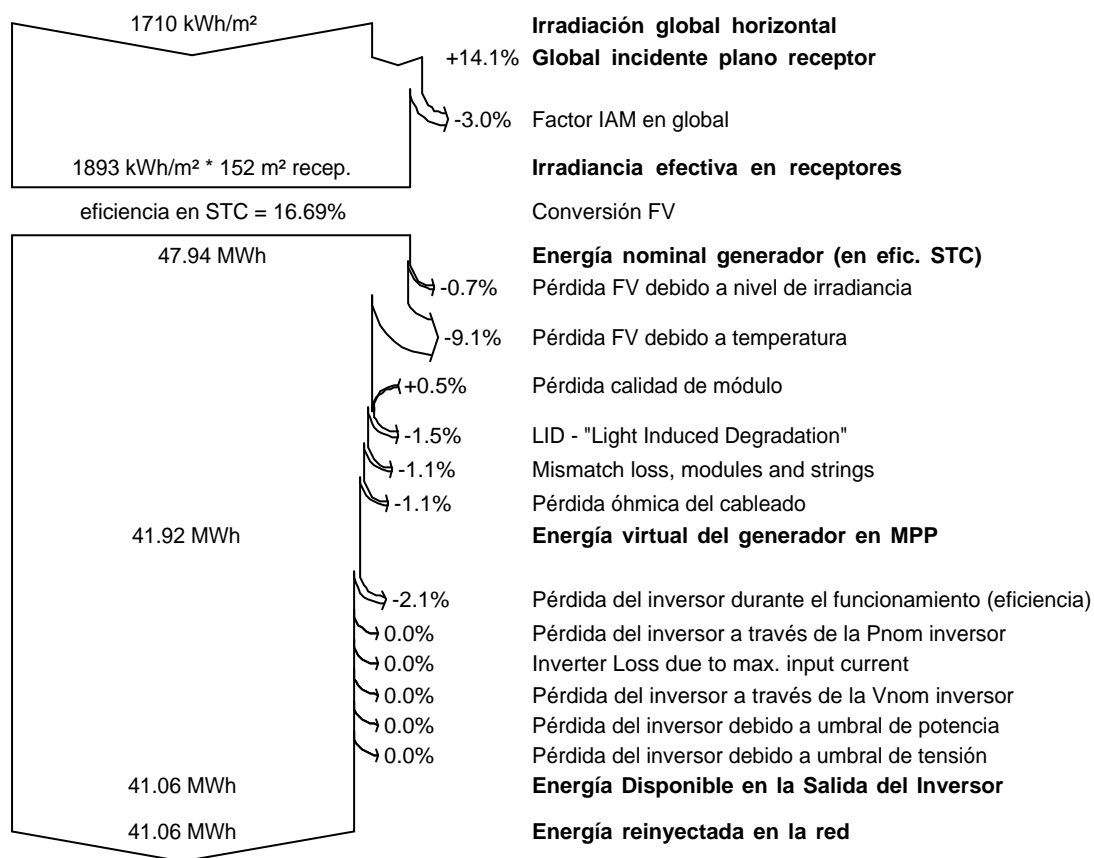 1710 kWh/m² Irradiación global horizontal
+14.1% Global incidente plano receptor
-3.0% Factor IAM en global
1893 kWh/m² * 152 m² recep. Irradiancia efectiva en receptores
eficiencia en STC = 16.69% Conversión FV
47.94 MWh Energía nominal generador (en efic. STC)
-0.7% Pérdida FV debido a nivel de irradiancia
-9.1% Pérdida FV debido a temperatura
+0.5% Pérdida calidad de módulo
-1.5% LID - "Light Induced Degradation"
-1.1% Mismatch loss, modules and strings
-1.1% Pérdida óhmica del cableado
41.92 MWh Energía virtual del generador en MPP
-2.1% Pérdida del inversor durante el funcionamiento (eficiencia)
0.0% Pérdida del inversor a través de la Pnom inversor
0.0% Inverter Loss due to max. input current
0.0% Pérdida del inversor a través de la Vnom inversor
0.0% Pérdida del inversor debido a umbral de potencia
0.0% Pérdida del inversor debido a umbral de tensión
41.06 MWh Energía Disponible en la Salida del Inversor
41.06 MWh Energía reinyectada en la red